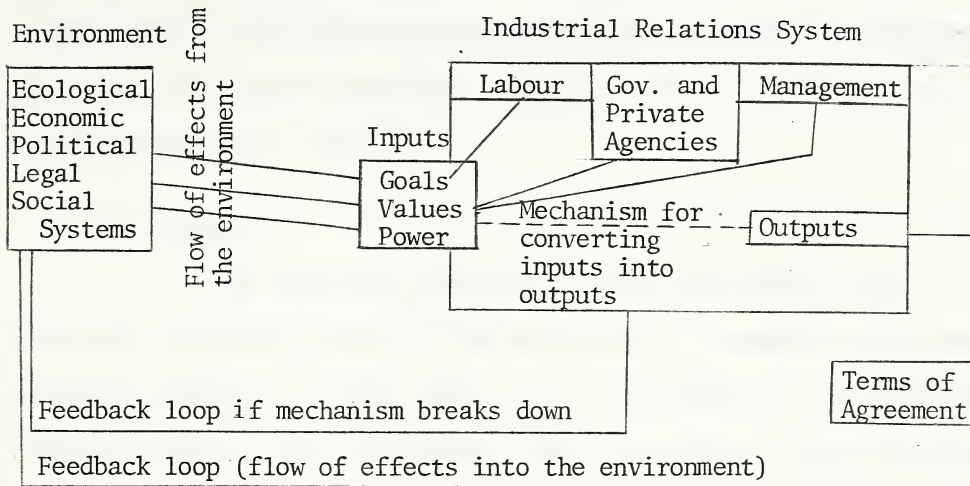 Environment
Flow of effects from
the environment
Industrial Relations System
Ecological
Economic
Political
Legal
Social
Systems
Inputs
Goals
Values
Power
Labour
Gov. and
Private
Agencies
Management
Mechanism for
converting
inputs into
outputs
Outputs
Terms of
Agreement
Feedback loop if mechanism breaks down
Feedback loop (flow of effects into the environment)